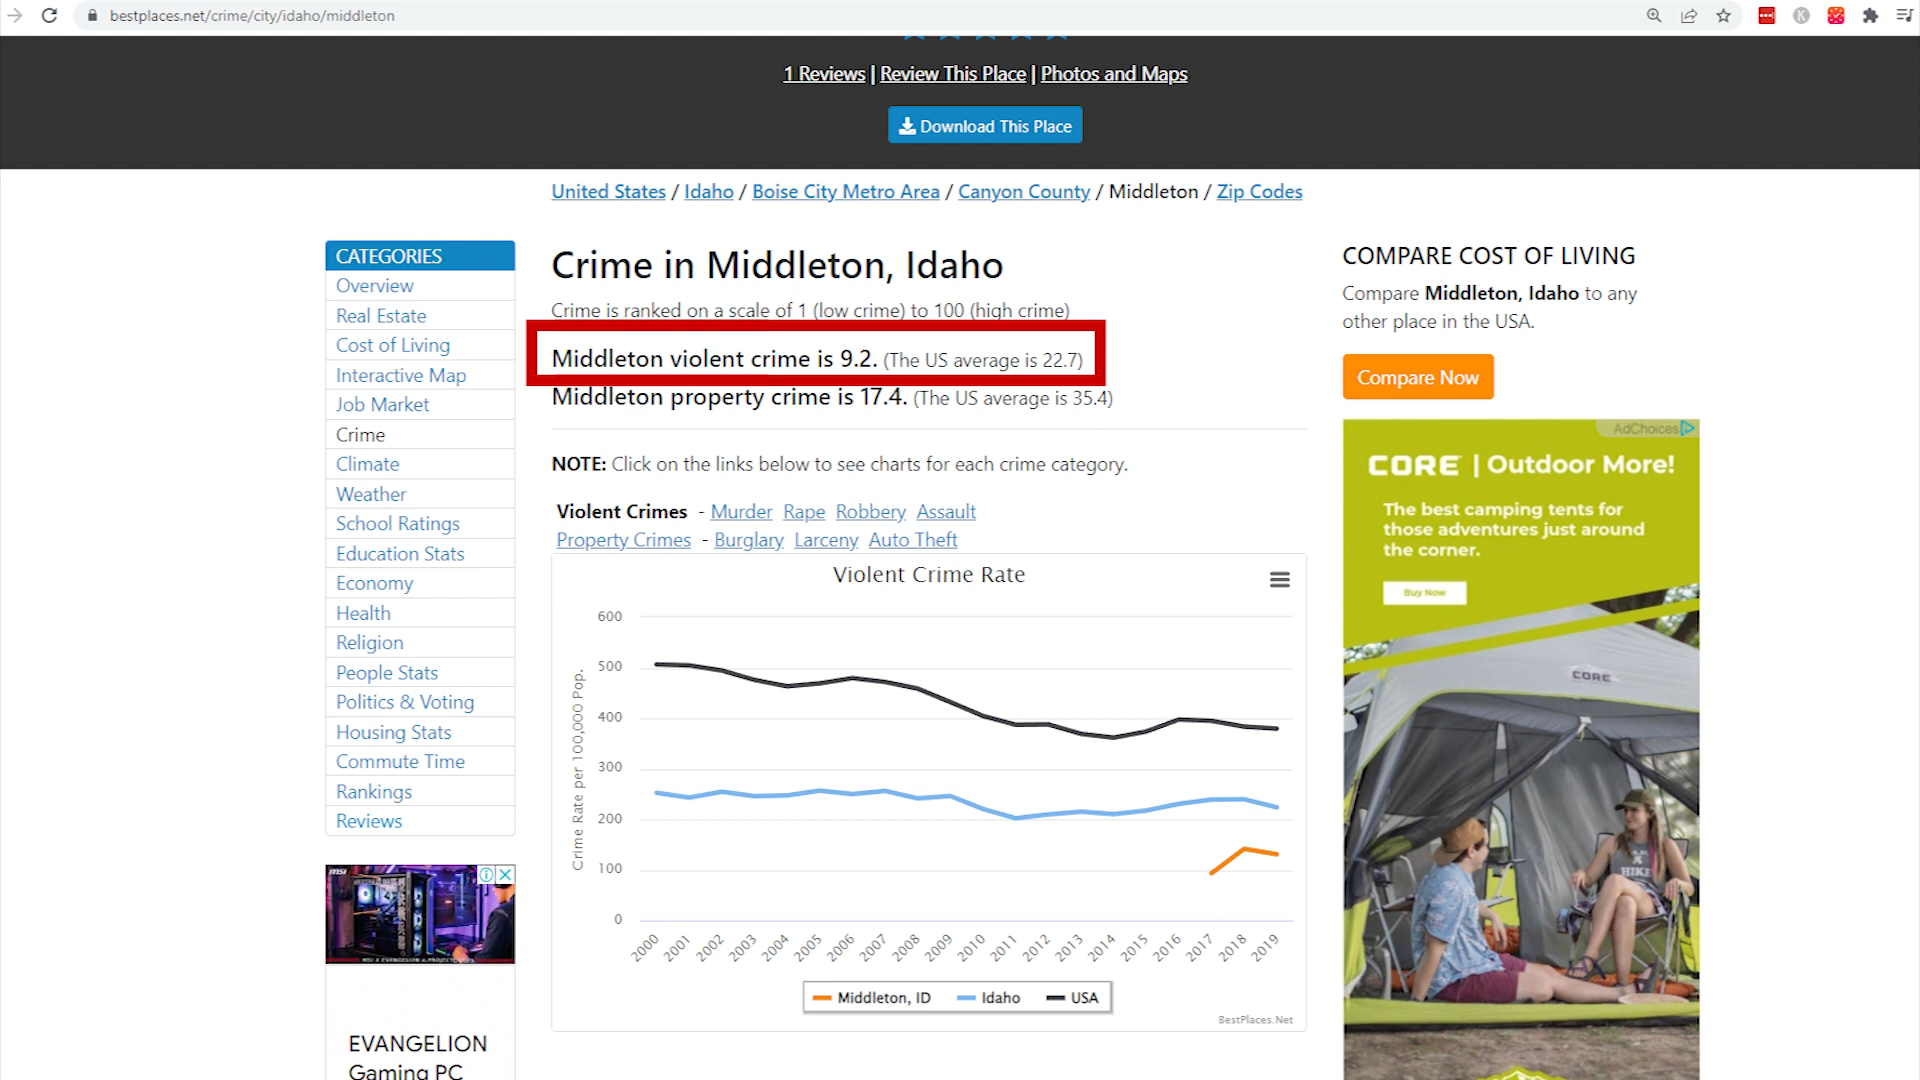 bestplaces.net/crime/city/idaho/middleton
1 Reviews | Review This Place | Photos and Maps
Download This Place
United States / Idaho / Boise City Metro Area / Canyon County / Middleton / Zip Codes
CATEGORIES
Overview
Real Estate
Cost of Living
Interactive Map
Job Market
Crime
Climate
Weather
School Ratings
Education Stats
Economy
Health
Religion
People Stats
Politics & Voting
Housing Stats
Commute Time
Rankings
Reviews
EVANGELION
Gaming PC
Crime in Middleton, Idaho
Crime is ranked on a scale of 1 (low crime) to 100 (high crime)
Middleton violent crime is 9.2. (The US average is 22.7)
Middleton property crime is 17.4. (The US average is 35.4)
NOTE: Click on the links below to see charts for each crime category.
Violent Crimes - Murder Rape Robbery Assault
Property Crimes - Burglary Larceny Auto Theft
Violent Crime Rate
Crime Rate per 100,000 Pop.
600
500
400
300
200
100
0
2000 2001 2002 2003 2004 2005 2006 2007 2008 2009 2010 2011 2012 2013 2014 2015 2016 2017 2018 2019
Middleton, ID Idaho USA
BestPlaces.Net
COMPARE COST OF LIVING
Compare Middleton, Idaho to any
other place in the USA.
Compare Now
AdChoices
CORE | Outdoor More!
The best camping tents for
those adventures just around
the corner.
Buy Now
CORE
HIKE